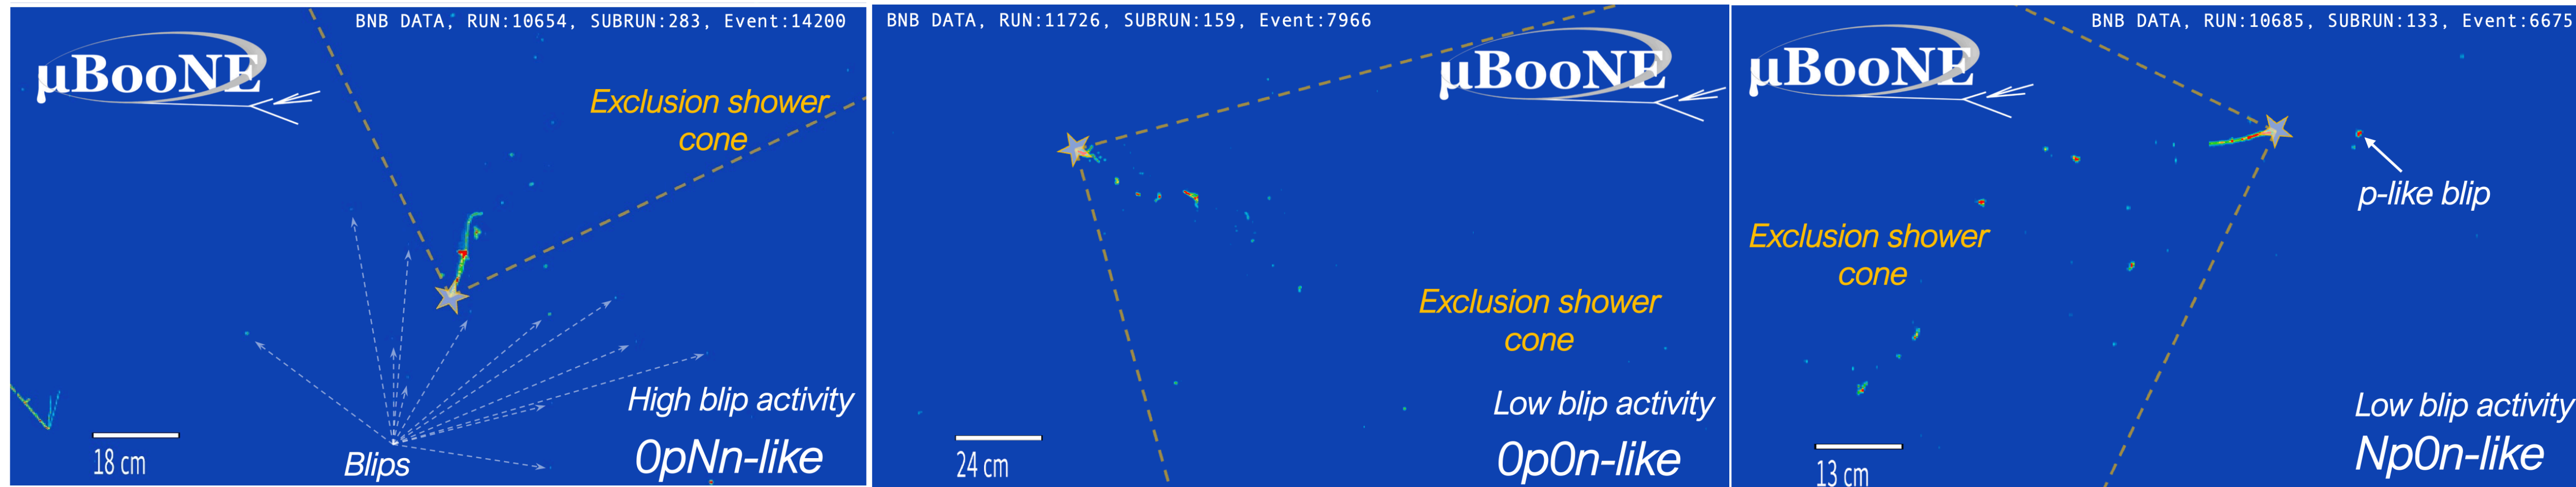 BNB DATA, RUN:10654, SUBRUN:283, Event:14200
µBooNE
Exclusion shower
cone
High blip activity
18 cm
Blips
0pNn-like
BNB DATA, RUN:11726, SUBRUN:159, Event:7966
µBooNE
Exclusion shower
cone
Low blip activity
24 cm
0p0n-like
BNB DATA, RUN:10685, SUBRUN:133, Event:6675
µBooNE
p-like blip
Exclusion shower
cone
Low blip activity
13 cm
Np0n-like